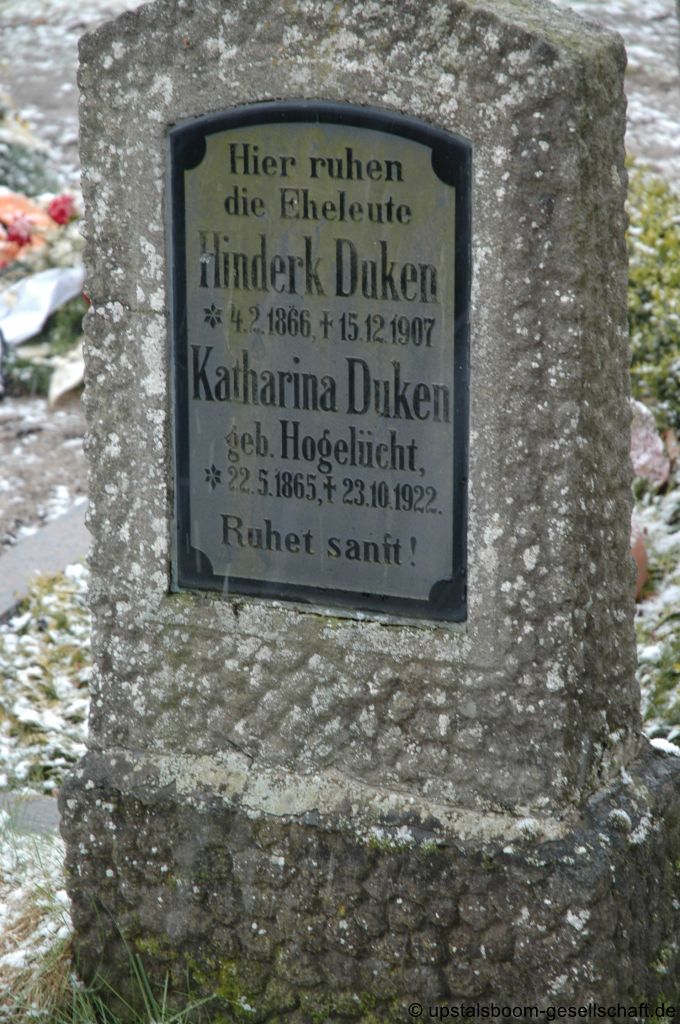 Hier ruhen
die Eheleute
Hinderk Duken
* 4.2.1866, † 15.12.1907
Katharina Duken
geb. Hogelücht,
* 22.5.1865, † 23.10.1922.
Ruhet sanft!
© upstalsboom-gesellschaft.de